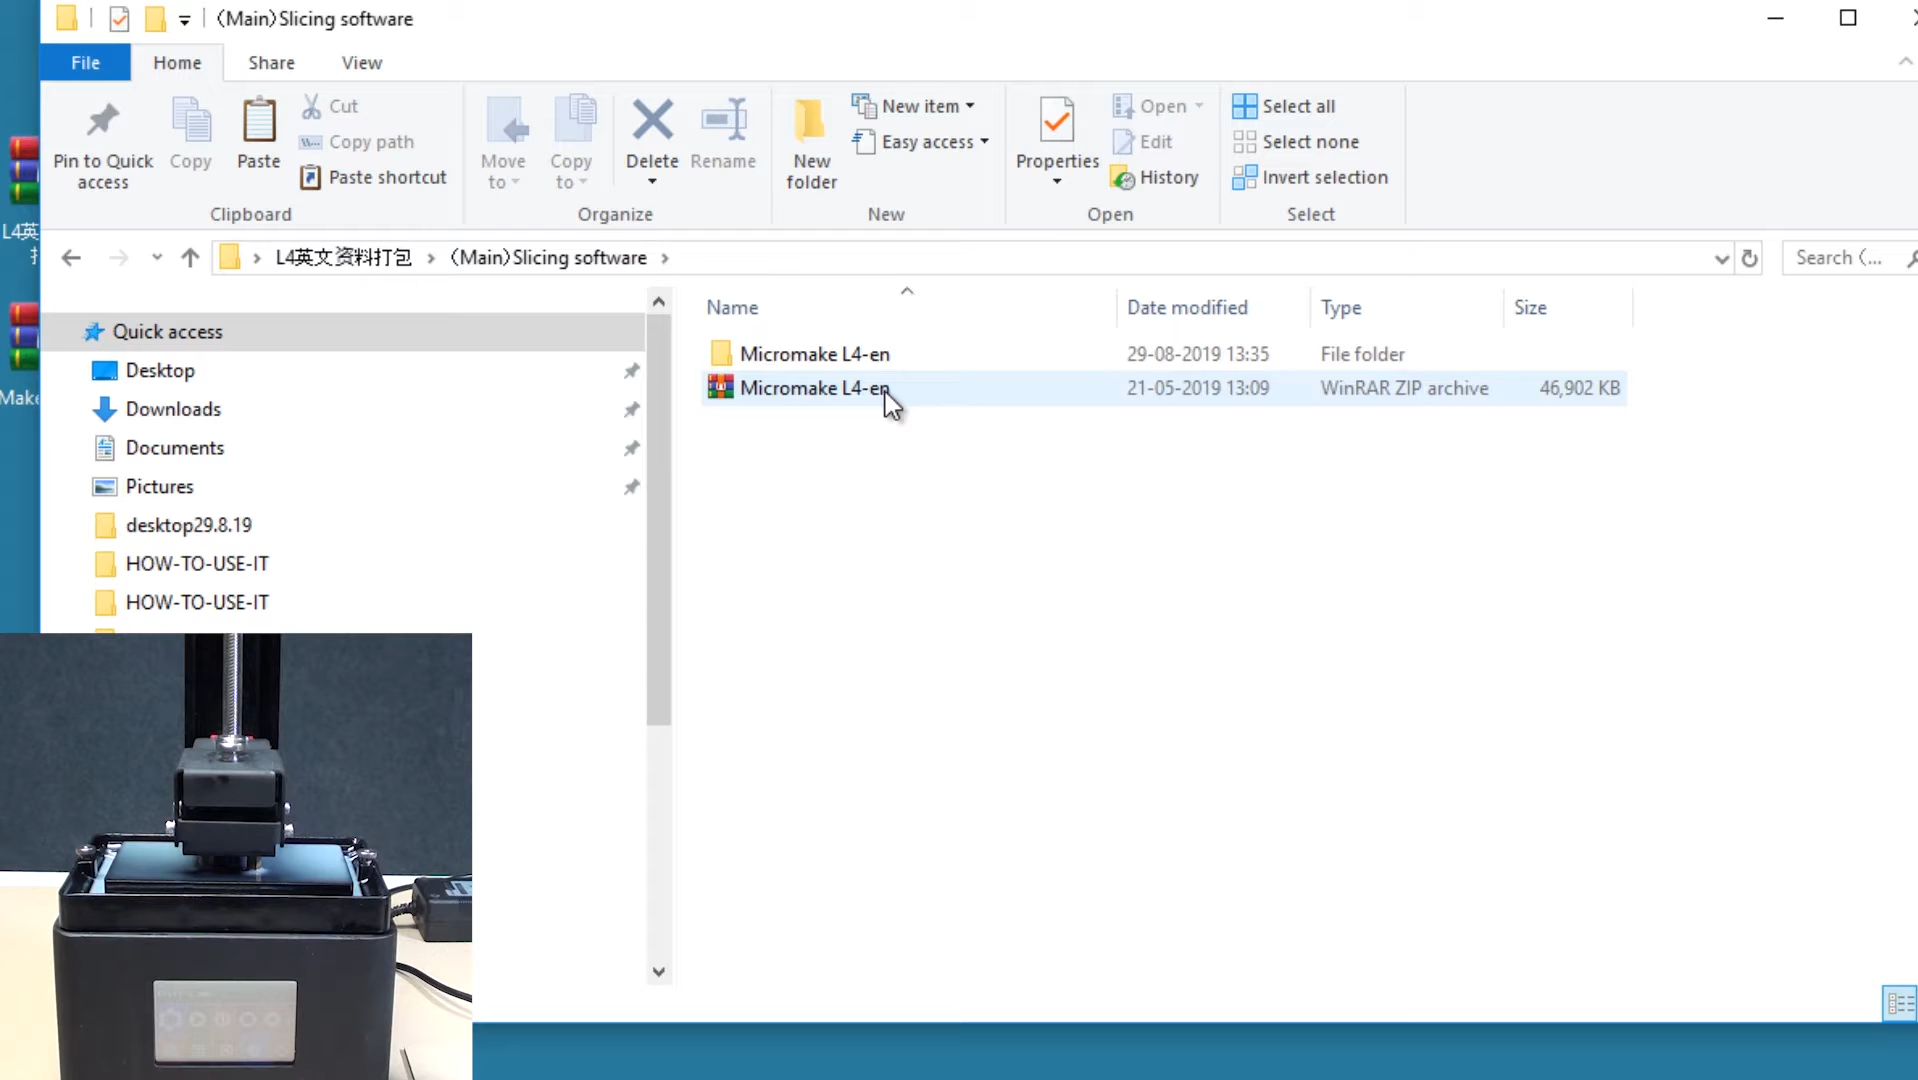 (Main)Slicing software
File Home Share View
Pin to Quick access
Copy
Paste
Cut
Copy path
Paste shortcut
Clipboard
Move to
Copy to
Delete
Rename
Organize
New folder
New item
Easy access
New
Properties
Open
Edit
History
Open
Select all
Select none
Invert selection
Select
L4英文資料打包 (Main)Slicing software
Search (...
Name Date modified Type Size
Micromake L4-en 29-08-2019 13:35 File folder
Micromake L4-en 21-05-2019 13:09 WinRAR ZIP archive 46,902 KB
Quick access
Desktop
Downloads
Documents
Pictures
desktop29.8.19
HOW-TO-USE-IT
HOW-TO-USE-IT
L4英
Make